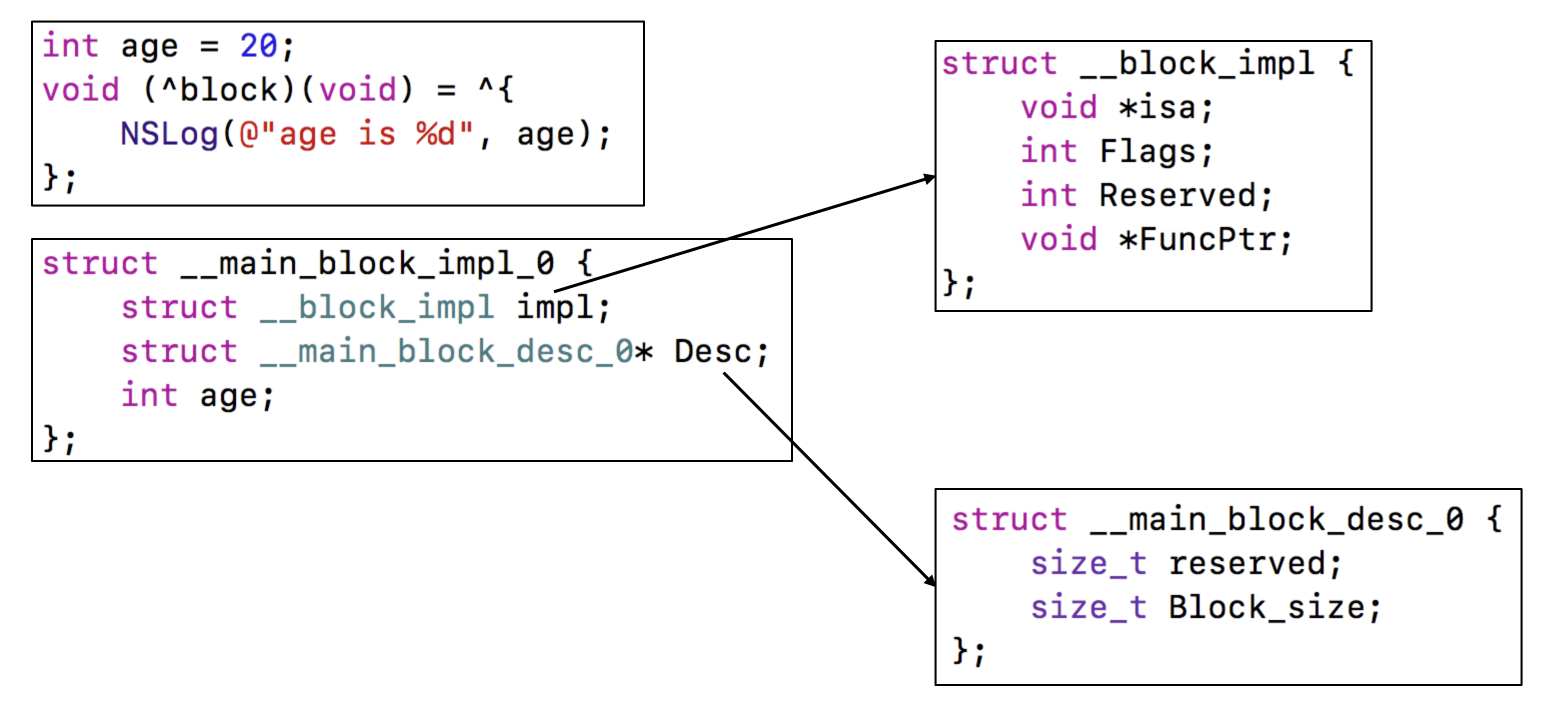 int age = 20;
void (^block)(void) = ^{
    NSLog(@"age is %d", age);
};
struct __main_block_impl_0 {
    struct __block_impl impl;
    struct __main_block_desc_0* Desc;
    int age;
};
struct __block_impl {
    void *isa;
    int Flags;
    int Reserved;
    void *FuncPtr;
};
struct __main_block_desc_0 {
    size_t reserved;
    size_t Block_size;
};